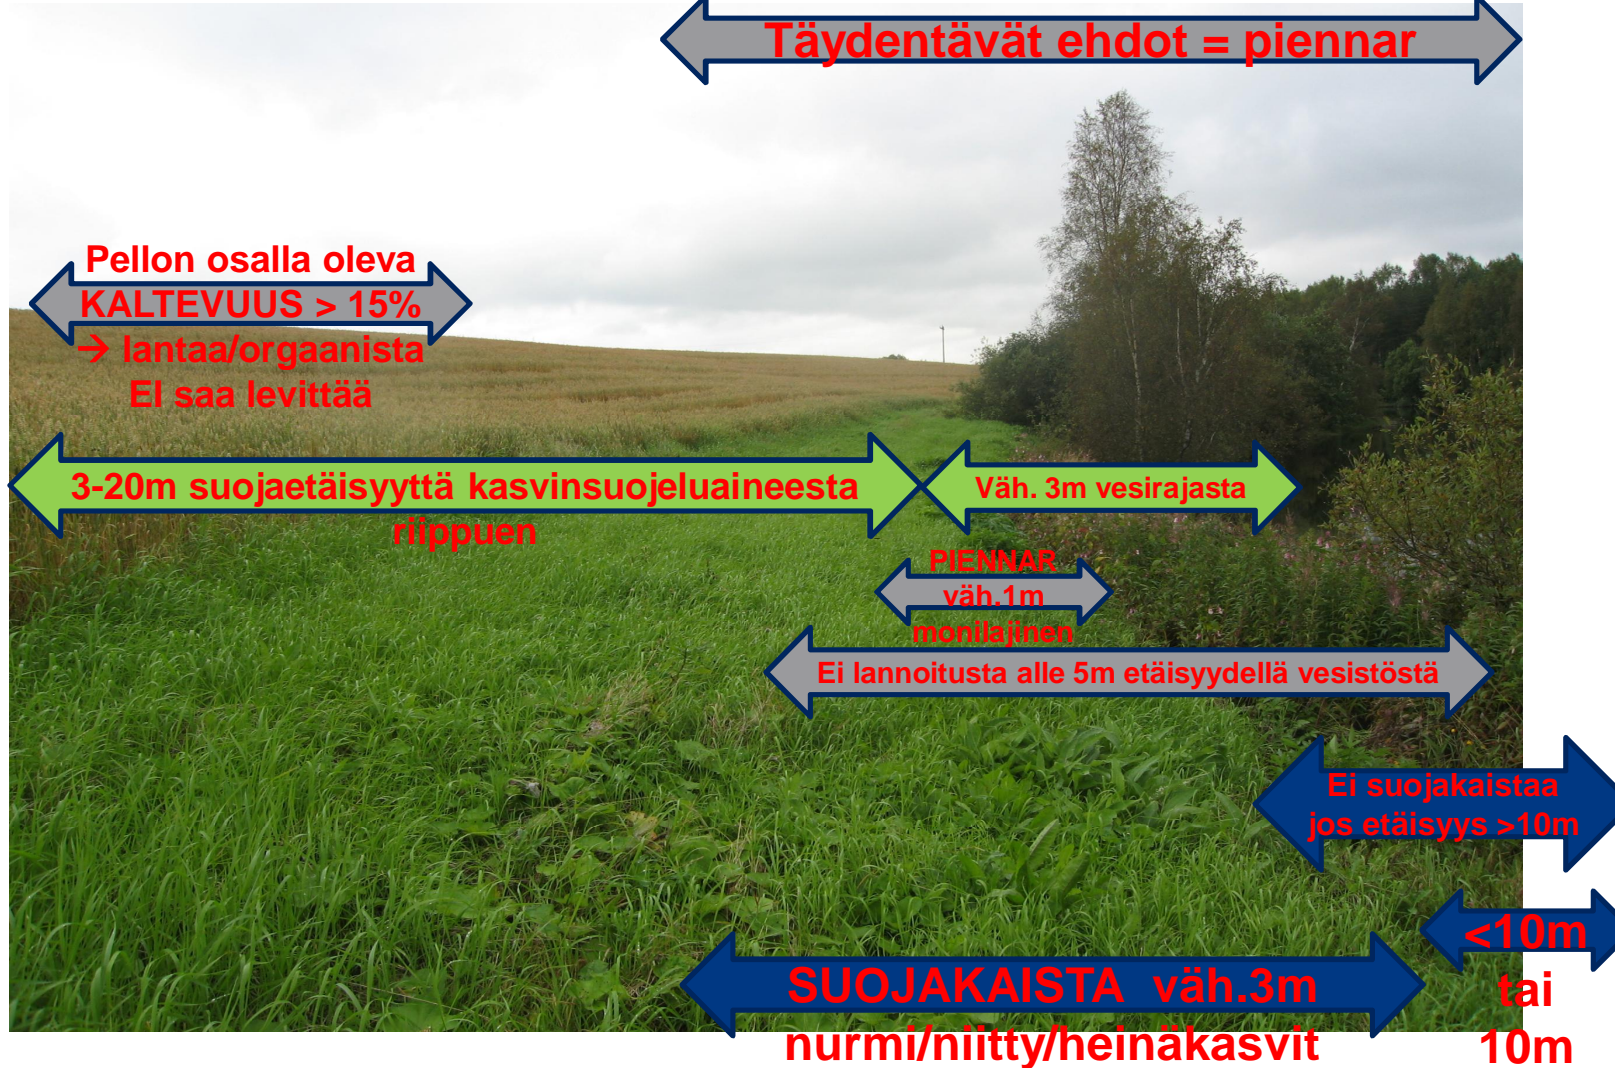 Täydentävät ehdot = piennar
Pellon osalla oleva
KALTEVUUS > 15%
→ lantaa/orgaanista
EI saa levittää
3-20m suojaetäisyyttä kasvinsuojeluaineesta
riippuen
Väh. 3m vesirajasta
PIENNAR
väh.1m
monilajinen
Ei lannoitusta alle 5m etäisyydellä vesistöstä
Ei suojakaistaa
jos etäisyys >10m
<10m
tai
10m
SUOJAKAISTA väh.3m
nurmi/niitty/heinäkasvit